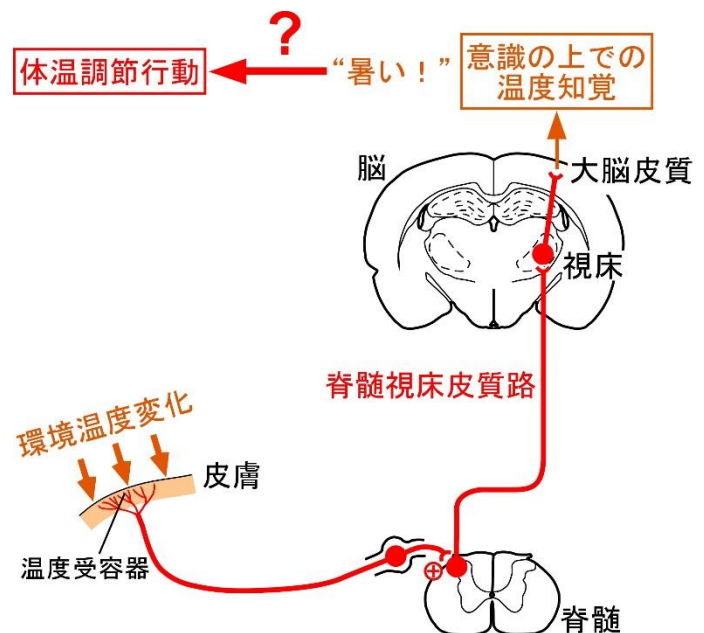 ?
体温調節行動
“暑い！”
意識の上での
温度知覚
脳
大脳皮質
視床
脊髄視床皮質路
環境温度変化
皮膚
温度受容器
⊕
脊髄